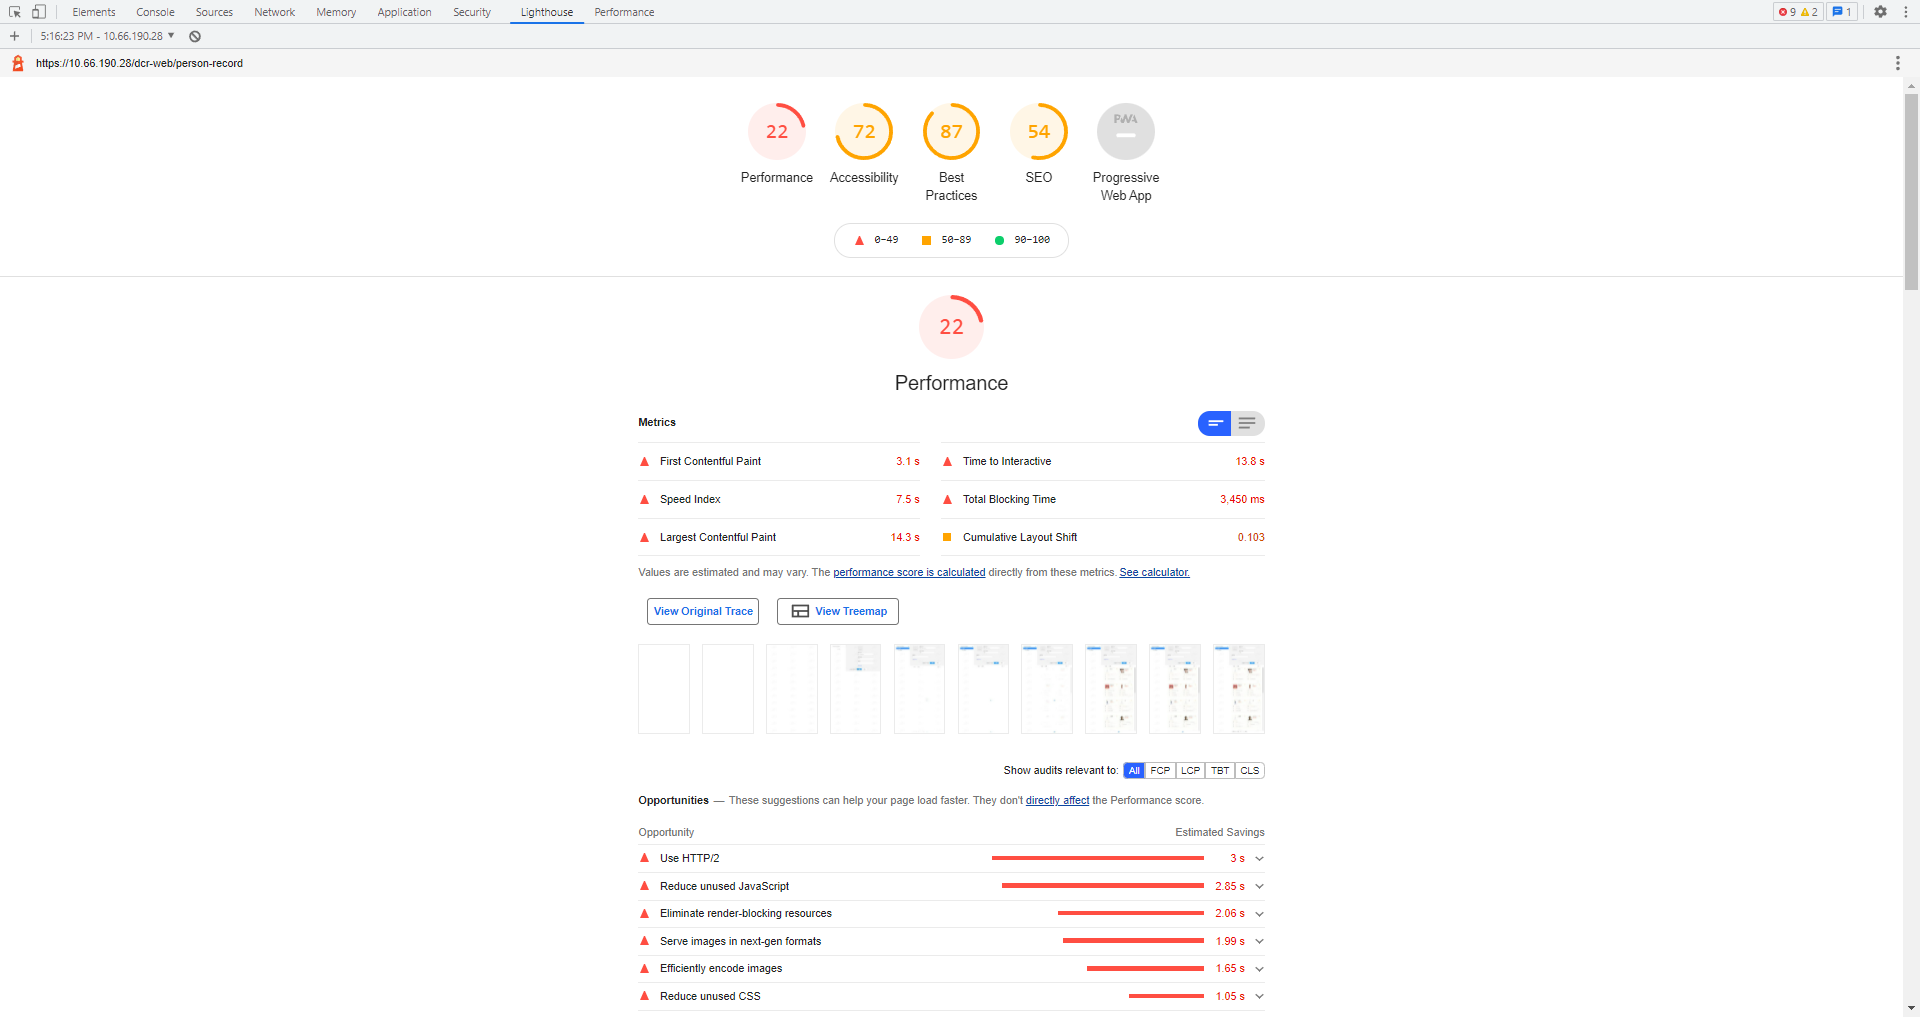 Elements Console Sources Network Memory Application Security Lighthouse Performance 9 2 1
5:16:23 PM - 10.66.190.28
https://10.66.190.28/dcr-web/person-record
22 72 87 54 PWA
Performance Accessibility Best Practices SEO Progressive Web App
0–49 50–89 90–100
22
Performance
Metrics
First Contentful Paint 3.1 s Time to Interactive 13.8 s
Speed Index 7.5 s Total Blocking Time 3,450 ms
Largest Contentful Paint 14.3 s Cumulative Layout Shift 0.103
Values are estimated and may vary. The performance score is calculated directly from these metrics. See calculator.
View Original Trace View Treemap
Show audits relevant to: All FCP LCP TBT CLS
Opportunities — These suggestions can help your page load faster. They don't directly affect the Performance score.
Opportunity Estimated Savings
Use HTTP/2 3 s
Reduce unused JavaScript 2.85 s
Eliminate render-blocking resources 2.06 s
Serve images in next-gen formats 1.99 s
Efficiently encode images 1.65 s
Reduce unused CSS 1.05 s